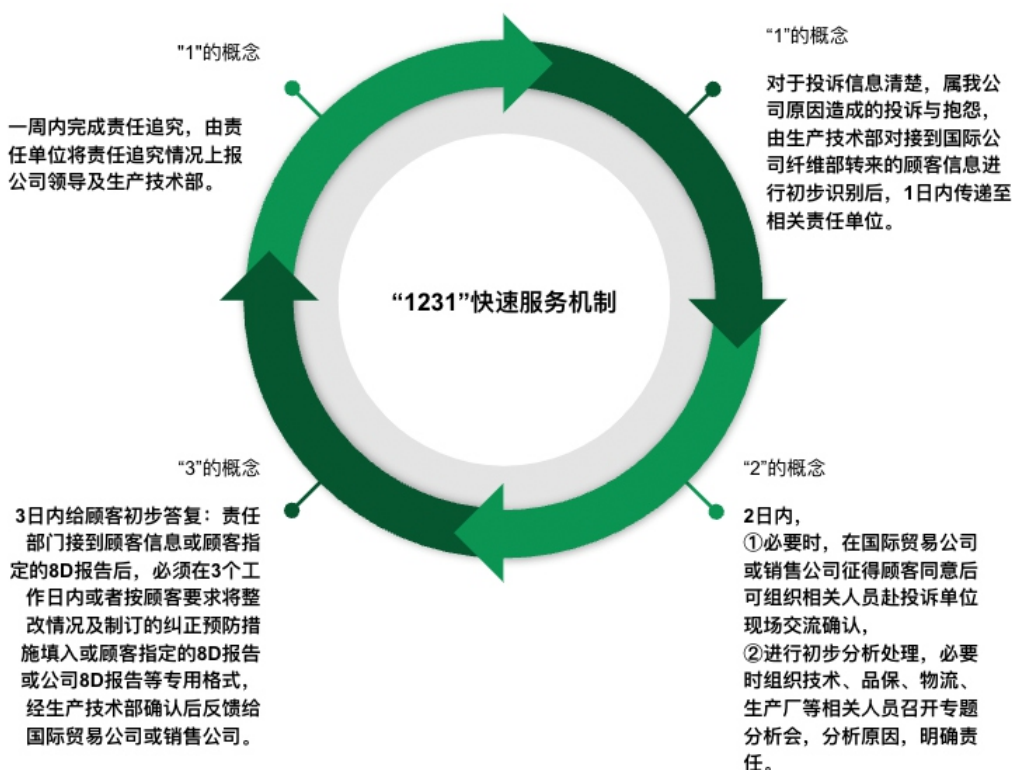 “1”的概念
对于投诉信息清楚，属我公
司原因造成的投诉与抱怨，
由生产技术部对接到国际公
司纤维部转来的顾客信息进
行初步识别后，1日内传递至
相关责任单位。
“2”的概念
2日内，
①必要时，在国际贸易公司
或销售公司征得顾客同意后
可组织相关人员赴投诉单位
现场交流确认，
②进行初步分析处理，必要
时组织技术、品保、物流、
生产厂等相关人员召开专题
分析会，分析原因，明确责
任。
“3”的概念
3日内给顾客初步答复：责任
部门接到顾客信息或顾客指
定的8D报告后，必须在3个工
作日内或者按顾客要求将整
改情况及制订的纠正预防措
施填入或顾客指定的8D报告
或公司8D报告等专用格式，
经生产技术部确认后反馈给
国际贸易公司或销售公司。
"1"的概念
一周内完成责任追究，由责
任单位将责任追究情况上报
公司领导及生产技术部。
“1231”快速服务机制